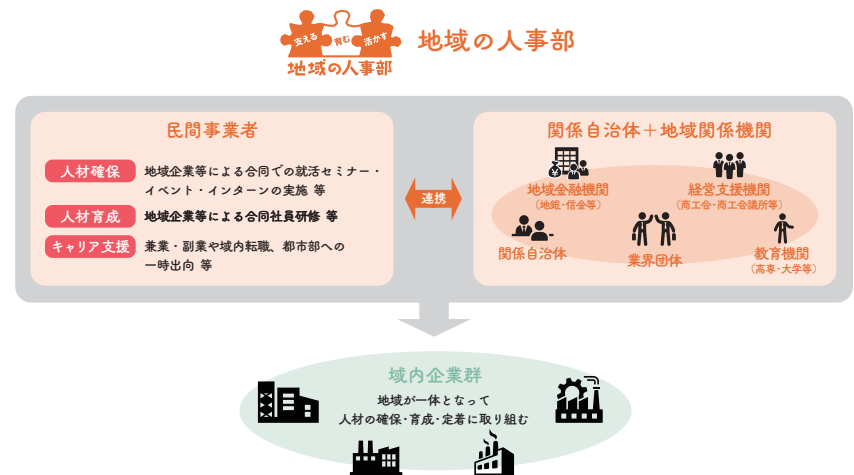 支える
育む
活かす
地域の人事部
地域の人事部
民間事業者
人材確保
地域企業等による合同での就活セミナー・
イベント・インターンの実施 等
人材育成
地域企業等による合同社員研修 等
キャリア支援
兼業・副業や域内転職、都市部への
一時出向 等
連携
関係自治体＋地域関係機関
¥
地域金融機関
（地銀・信金等）
経営支援機関
（商工会・商工会議所等）
関係自治体
業界団体
教育機関
（高専・大学等）
域内企業群
地域が一体となって
人材の確保・育成・定着に取り組む